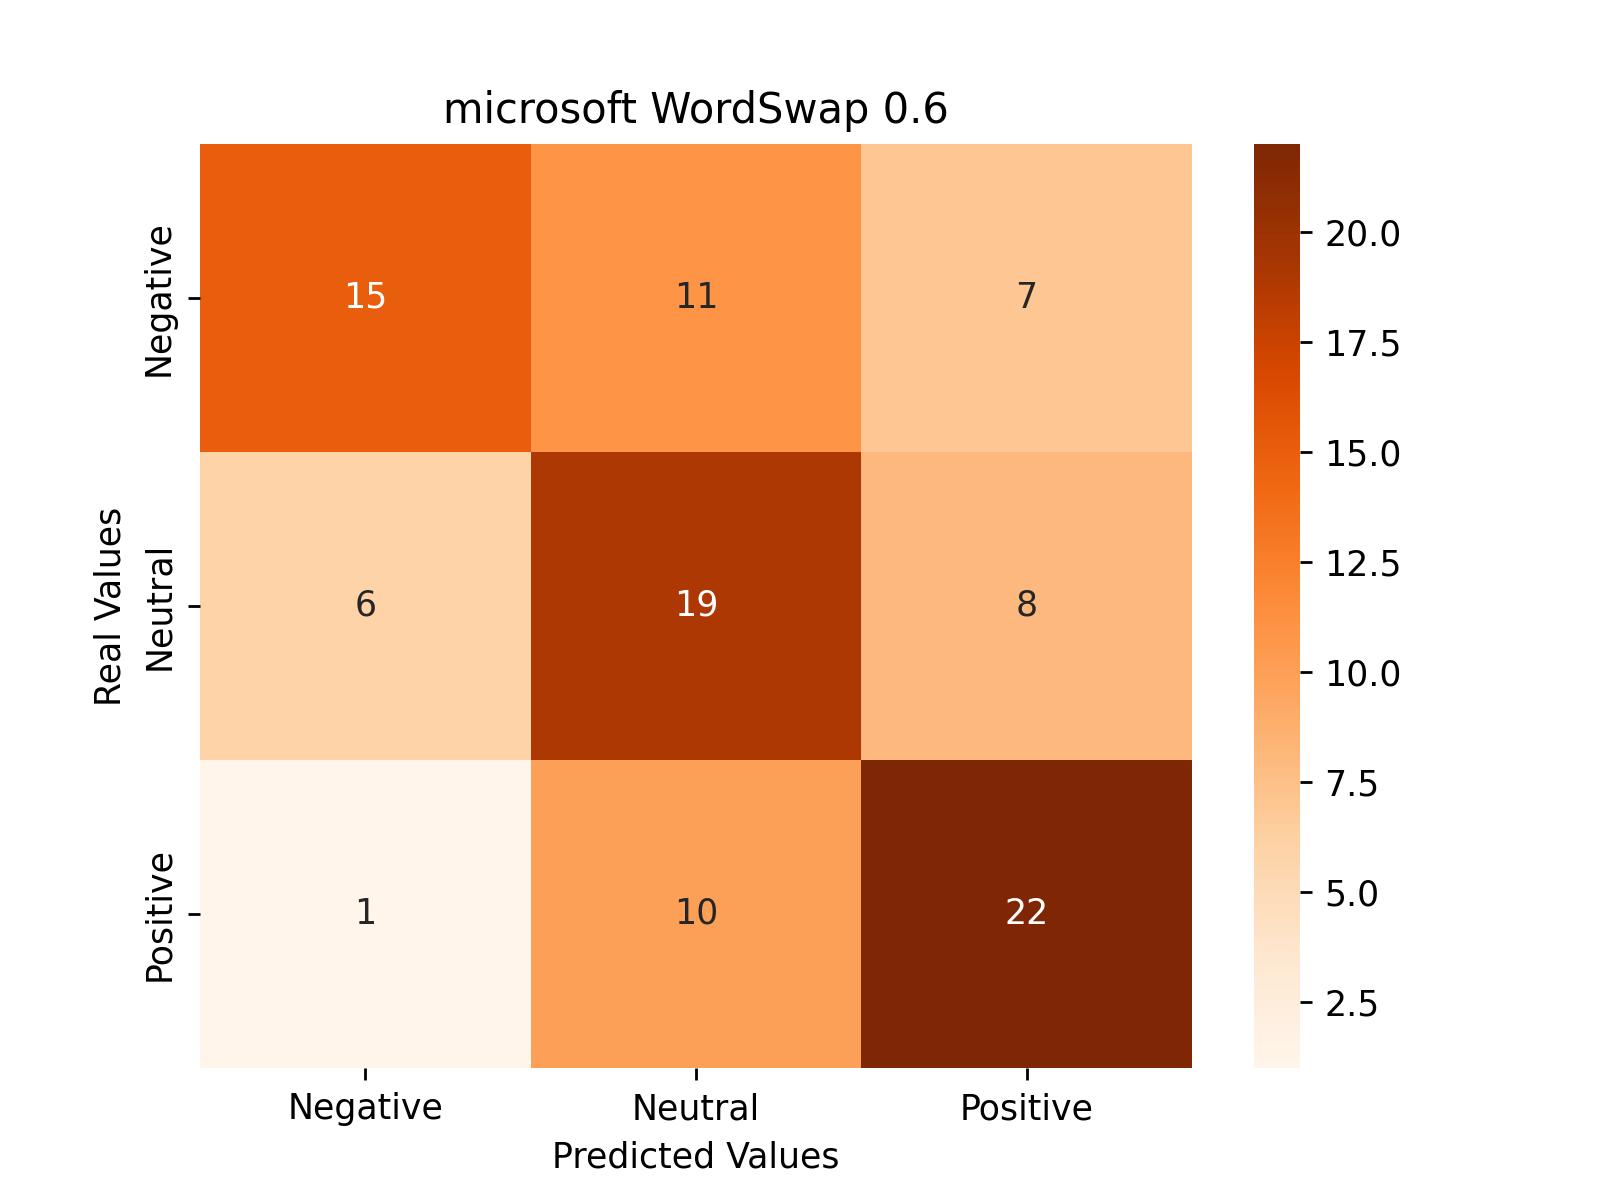 microsoft WordSwap 0.6
Real Values
Negative
15 11 7
Neutral
6 19 8
Positive
1 10 22
Negative Neutral Positive
Predicted Values
20.0
17.5
15.0
12.5
10.0
7.5
5.0
2.5